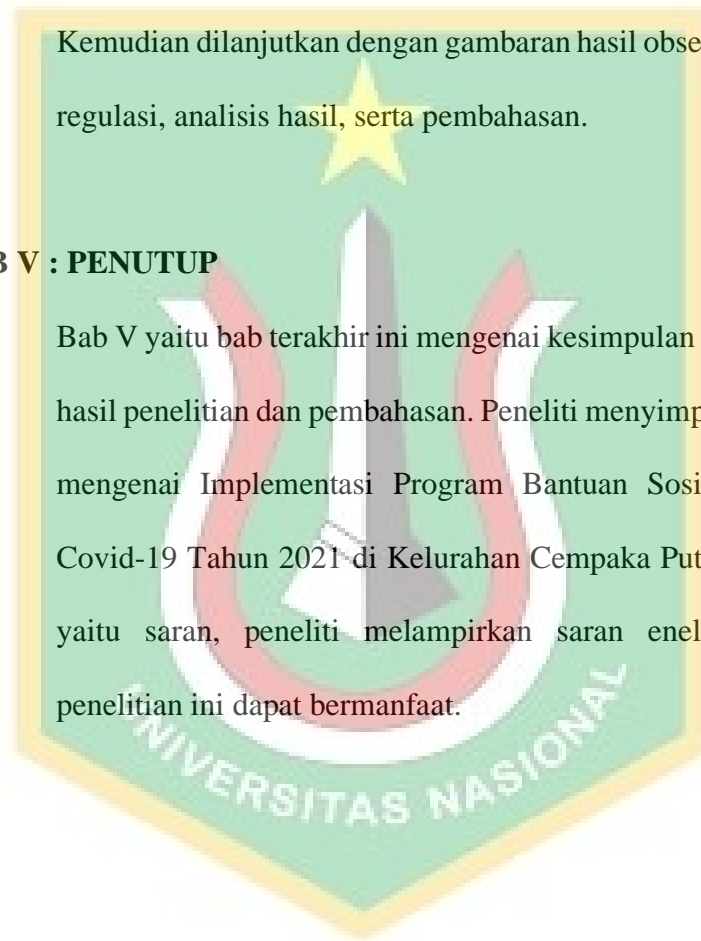 Kemudian dilanjutkan dengan gambaran hasil obse
regulasi, analisis hasil, serta pembahasan.
B V : PENUTUP
Bab V yaitu bab terakhir ini mengenai kesimpulan
hasil penelitian dan pembahasan. Peneliti menyimp
mengenai Implementasi Program Bantuan Sosi
Covid-19 Tahun 2021 di Kelurahan Cempaka Put
yaitu saran, peneliti melampirkan saran enel
penelitian ini dapat bermanfaat.
UNIVERSITAS NASIONAL